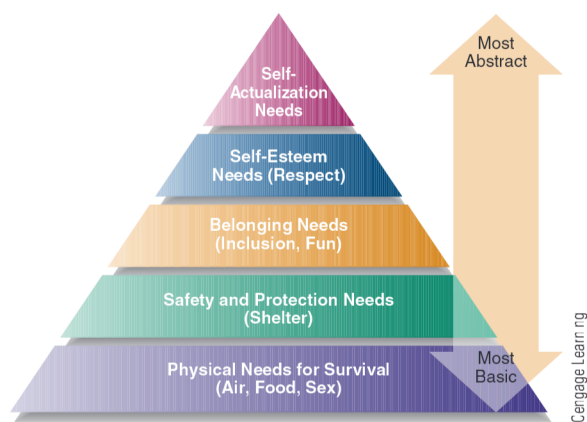 Self-
Actualization
Needs
Most
Abstract
Self-Esteem
Needs (Respect)
Belonging Needs
(Inclusion, Fun)
Safety and Protection Needs
(Shelter)
Physical Needs for Survival
(Air, Food, Sex)
Most
Basic
Cengage Learning